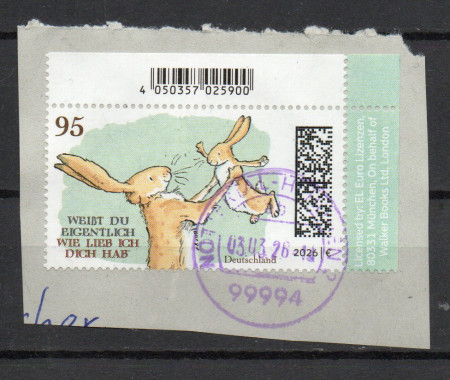 4 050357 025900
95
WEIßT DU
EIGENTLICH
WIE LIEB ICH
DICH HAB
Deutschland
2026
03.03.26
99994
Licensed by: EL Euro Lizenzen,
80331 München, On behalf of
Walker Books Ltd, London